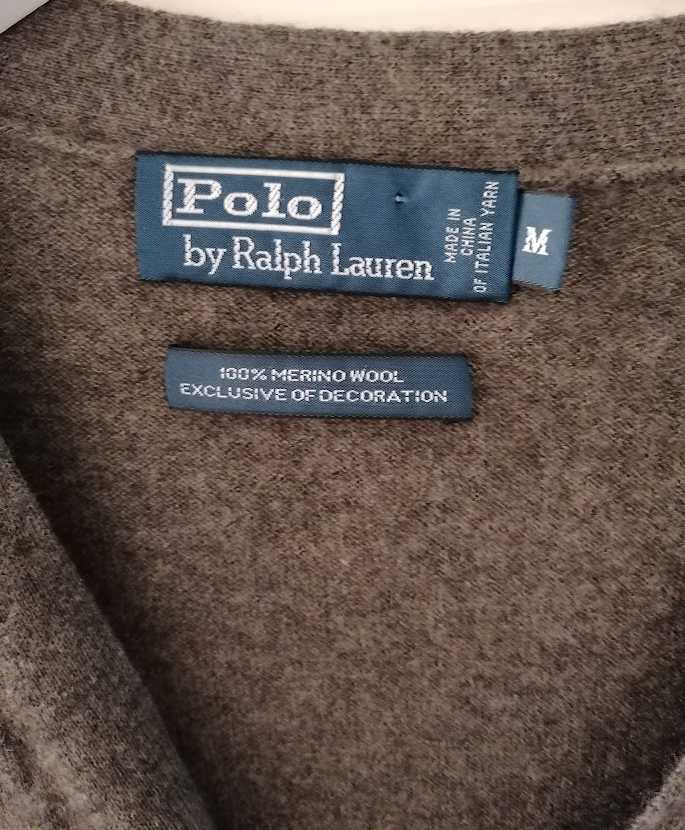 Polo
by Ralph Lauren
MADE IN
CHINA
OF ITALIAN YARN
M
100% MERINO WOOL
EXCLUSIVE OF DECORATION